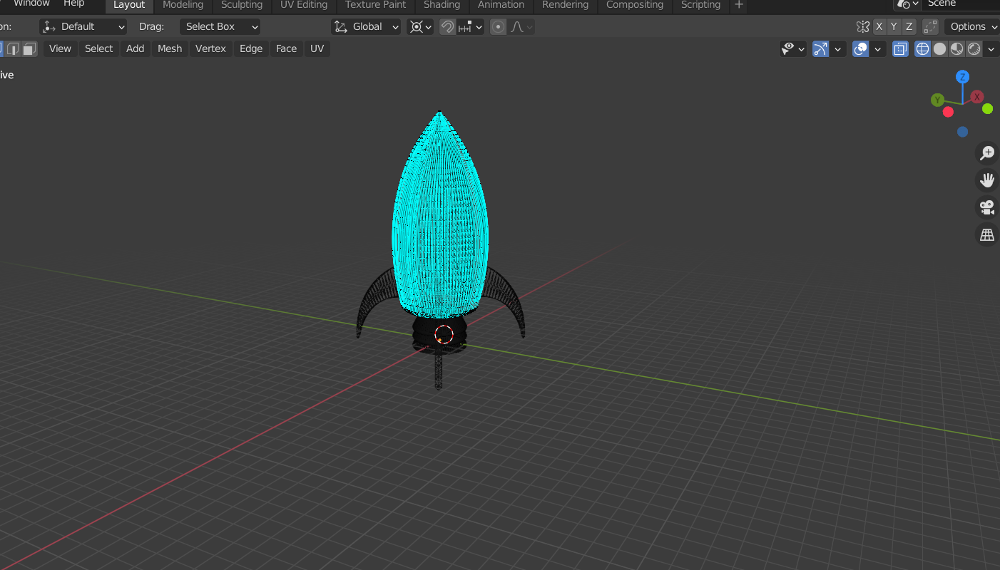 Window Help Layout Modeling Sculpting UV Editing Texture Paint Shading Animation Rendering Compositing Scripting + Scene
on: Default Drag: Select Box Global X Y Z Options
View Select Add Mesh Vertex Edge Face UV
ive
Z
Y X